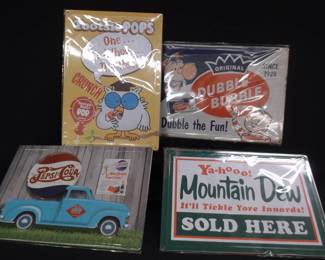 TOOTSIE POPS
One...
CRUNCH
POP
ORIGINAL
SINCE
1928
DUBBLE
BUBBLE
Dubble the Fun!
Pepsi-Cola
Ya-hooo!
Mountain Dew
It'll Tickle Yore Innards!
SOLD HERE